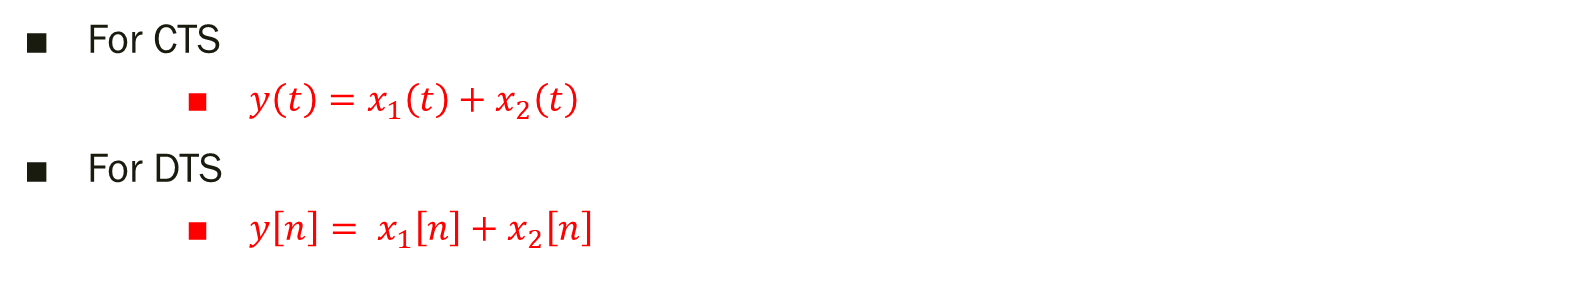 ■ For CTS
■ y(t) = x₁(t) + x₂(t)
■ For DTS
■ y[n] = x₁[n] + x₂[n]